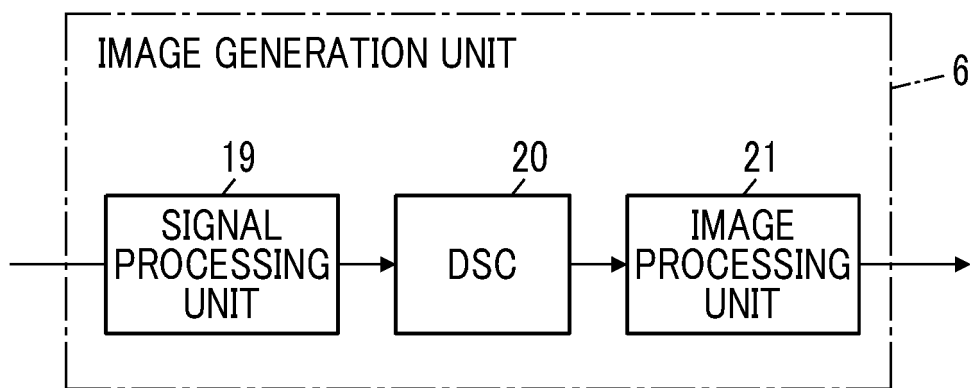 IMAGE GENERATION UNIT
6
19
20
21
SIGNAL
PROCESSING
UNIT
DSC
IMAGE
PROCESSING
UNIT